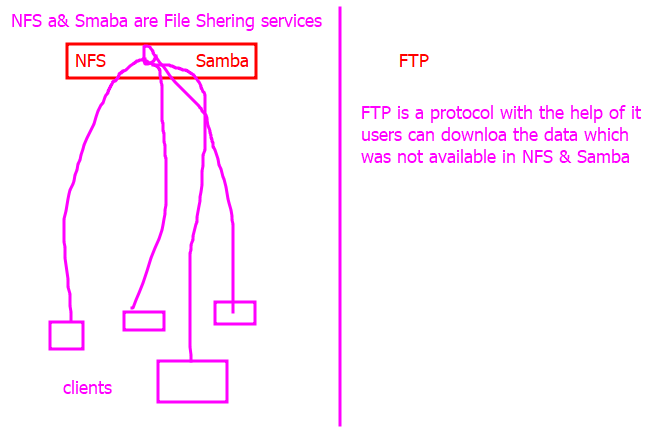 NFS a& Smaba are File Shering services
NFS Samba
clients
FTP
FTP is a protocol with the help of it
users can downloa the data which
was not available in NFS & Samba